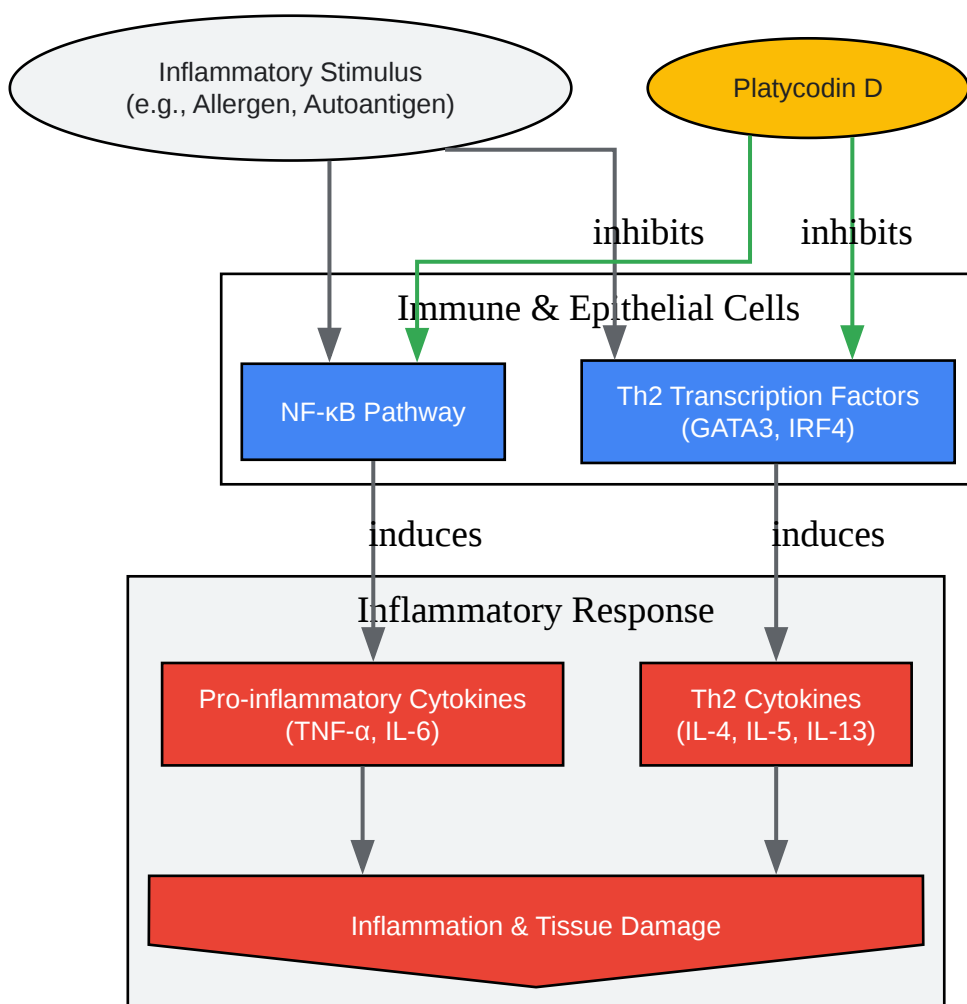 Inflammatory Stimulus
(e.g., Allergen, Autoantigen)
Platycodin D
inhibits
inhibits
Immune & Epithelial Cells
NF-κB Pathway
Th2 Transcription Factors
(GATA3, IRF4)
induces
induces
Inflammatory Response
Pro-inflammatory Cytokines
(TNF-α, IL-6)
Th2 Cytokines
(IL-4, IL-5, IL-13)
Inflammation & Tissue Damage